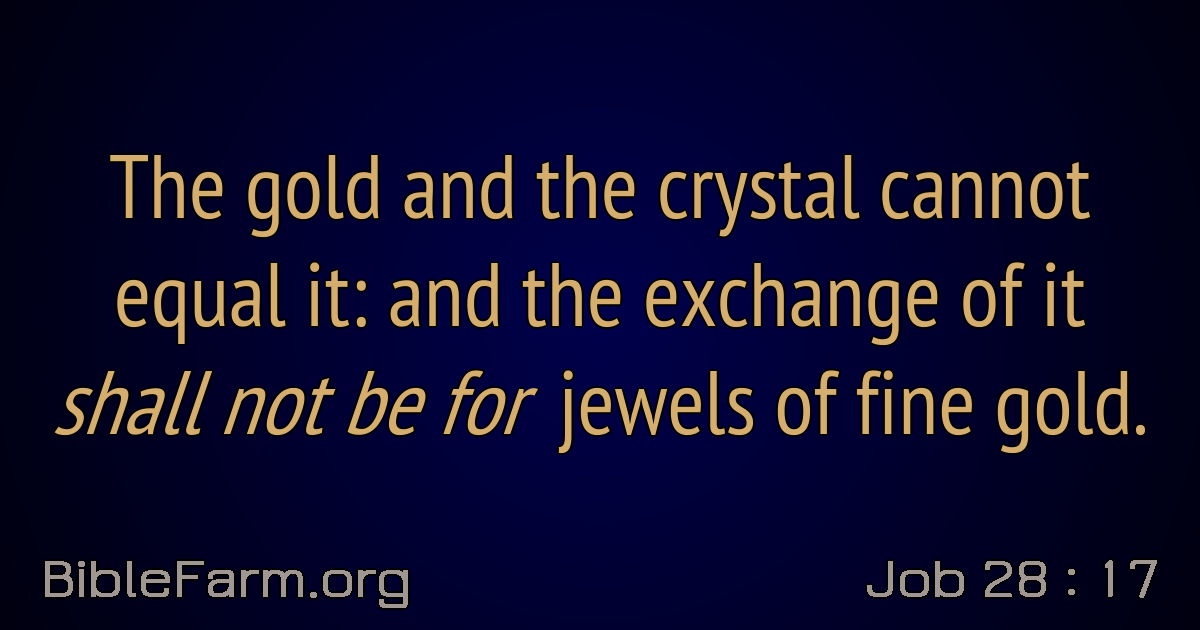 The gold and the crystal cannot
equal it: and the exchange of it
shall not be for jewels of fine gold.
BibleFarm.org
Job 28 : 17